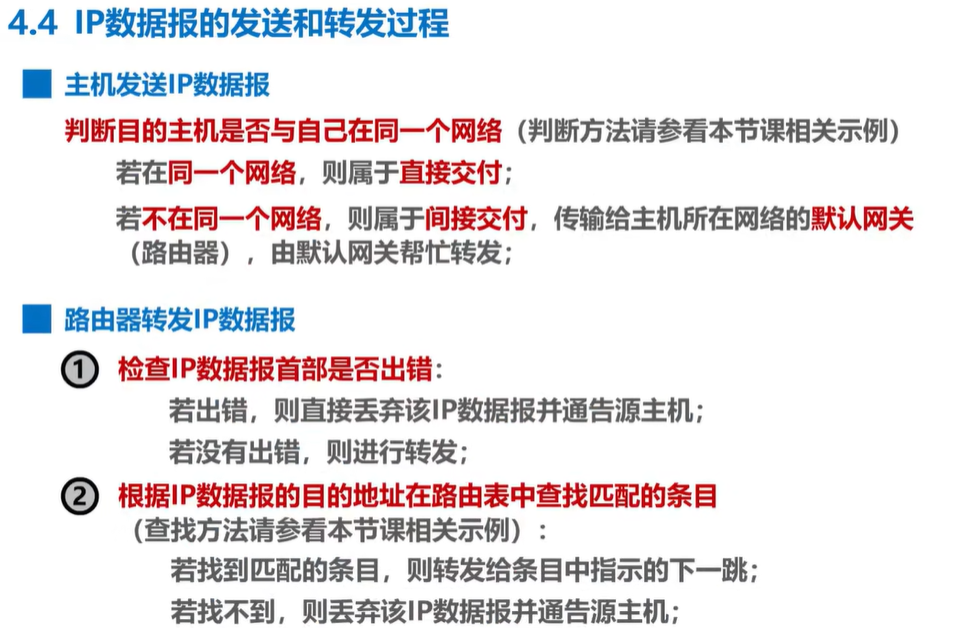 4.4 IP数据报的发送和转发过程
主机发送IP数据报
判断目的主机是否与自己在同一个网络（判断方法请参看本节课相关示例）
若在同一个网络，则属于直接交付；
若不在同一个网络，则属于间接交付，传输给主机所在网络的默认网关
（路由器），由默认网关帮忙转发；
路由器转发IP数据报
① 检查IP数据报首部是否出错：
若出错，则直接丢弃该IP数据报并通告源主机；
若没有出错，则进行转发；
② 根据IP数据报的目的地址在路由表中查找匹配的条目
（查找方法请参看本节课相关示例）：
若找到匹配的条目，则转发给条目中指示的下一跳；
若找不到，则丢弃该IP数据报并通告源主机；